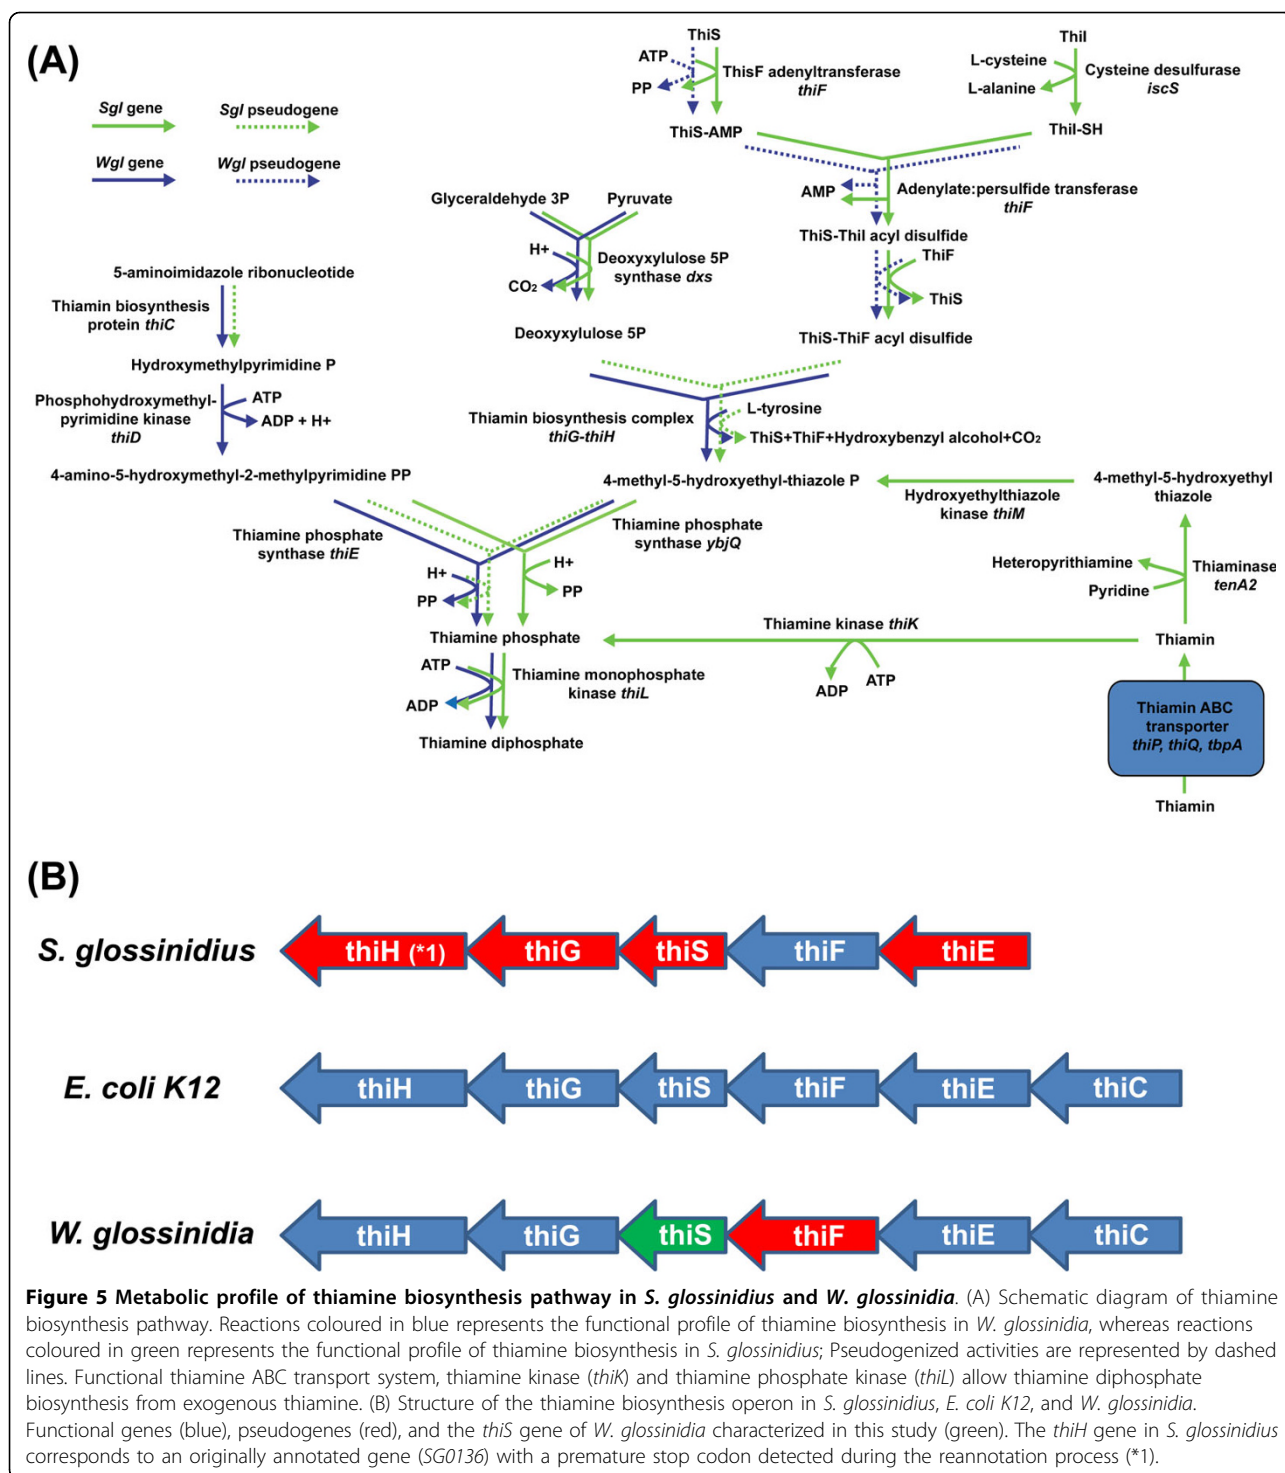 (A)
Sgl gene
Sgl pseudogene
Wgl gene
Wgl pseudogene
ThiS
ATP
PP
ThisF adenyltransferase
thiF
ThiS-AMP
ThiI
L-cysteine
L-alanine
Cysteine desulfurase
iscS
ThiI-SH
AMP
Adenylate:persulfide transferase
thiF
ThiS-ThiI acyl disulfide
ThiF
ThiS
ThiS-ThiF acyl disulfide
Glyceraldehyde 3P
Pyruvate
H+
CO2
Deoxyxylulose 5P
synthase dxs
Deoxyxylulose 5P
5-aminoimidazole ribonucleotide
Thiamin biosynthesis
protein thiC
Hydroxymethylpyrimidine P
Phosphohydroxymethyl-
pyrimidine kinase
thiD
ATP
ADP + H+
4-amino-5-hydroxymethyl-2-methylpyrimidine PP
Thiamin biosynthesis complex
thiG-thiH
L-tyrosine
ThiS+ThiF+Hydroxybenzyl alcohol+CO2
4-methyl-5-hydroxyethyl-thiazole P
Hydroxyethylthiazole
kinase thiM
4-methyl-5-hydroxyethyl
thiazole
Thiamine phosphate
synthase thiE
Thiamine phosphate
synthase ybjQ
H+
PP
H+
PP
Heteropyrithiamine
Pyridine
Thiaminase
tenA2
Thiamine phosphate
Thiamine kinase thiK
ADP
ATP
Thiamin
ATP
ADP
Thiamine monophosphate
kinase thiL
Thiamine diphosphate
Thiamin ABC
transporter
thiP, thiQ, tbpA
Thiamin
(B)
S. glossinidius
thiH (*1)
thiG
thiS
thiF
thiE
E. coli K12
thiH
thiG
thiS
thiF
thiE
thiC
W. glossinidia
thiH
thiG
thiS
thiF
thiE
thiC
Figure 5 Metabolic profile of thiamine biosynthesis pathway in S. glossinidius and W. glossinidia. (A) Schematic diagram of thiamine
biosynthesis pathway. Reactions coloured in blue represents the functional profile of thiamine biosynthesis in W. glossinidia, whereas reactions
coloured in green represents the functional profile of thiamine biosynthesis in S. glossinidius; Pseudogenized activities are represented by dashed
lines. Functional thiamine ABC transport system, thiamine kinase (thiK) and thiamine phosphate kinase (thiL) allow thiamine diphosphate
biosynthesis from exogenous thiamine. (B) Structure of the thiamine biosynthesis operon in S. glossinidius, E. coli K12, and W. glossinidia.
Functional genes (blue), pseudogenes (red), and the thiS gene of W. glossinidia characterized in this study (green). The thiH gene in S. glossinidius
corresponds to an originally annotated gene (SG0136) with a premature stop codon detected during the reannotation process (*1).